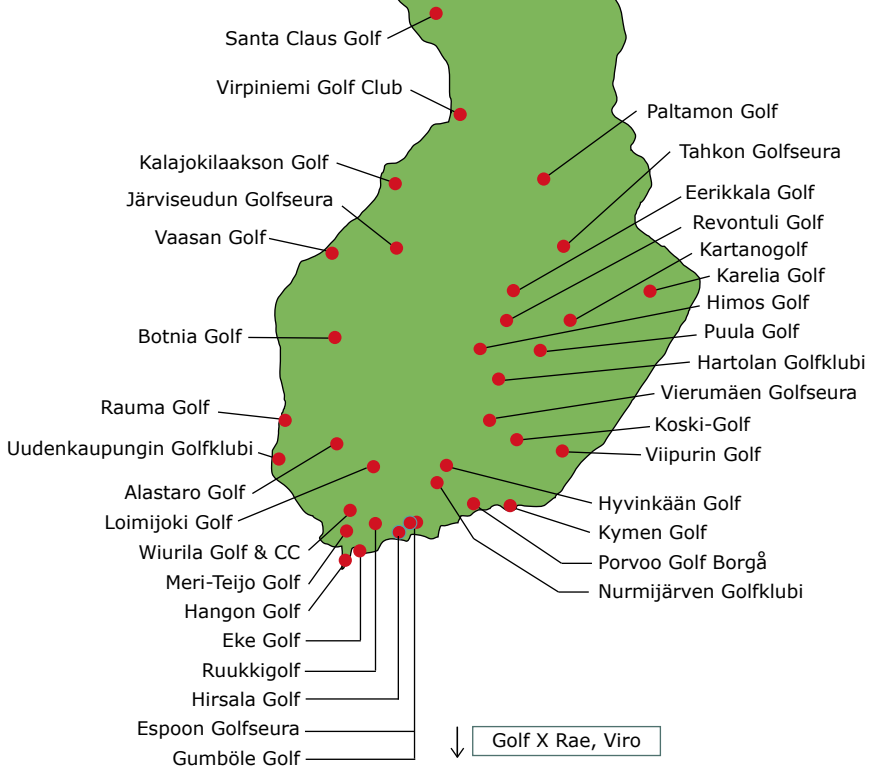 Santa Claus Golf
Virpiniemi Golf Club
Kalajokilaakson Golf
Järviseudun Golfseura
Vaasan Golf
Botnia Golf
Rauma Golf
Uudenkaupungin Golfklubi
Alastaro Golf
Loimijoki Golf
Wiurila Golf & CC
Meri-Teijo Golf
Hangon Golf
Eke Golf
Ruukkigolf
Hirsala Golf
Espoon Golfseura
Gumböle Golf
Paltamon Golf
Tahkon Golfseura
Eerikkala Golf
Revontuli Golf
Kartanogolf
Karelia Golf
Himos Golf
Puula Golf
Hartolan Golfklubi
Vierumäen Golfseura
Koski-Golf
Viipurin Golf
Hyvinkään Golf
Kymen Golf
Porvoo Golf Borgå
Nurmijärven Golfklubi
Golf X Rae, Viro